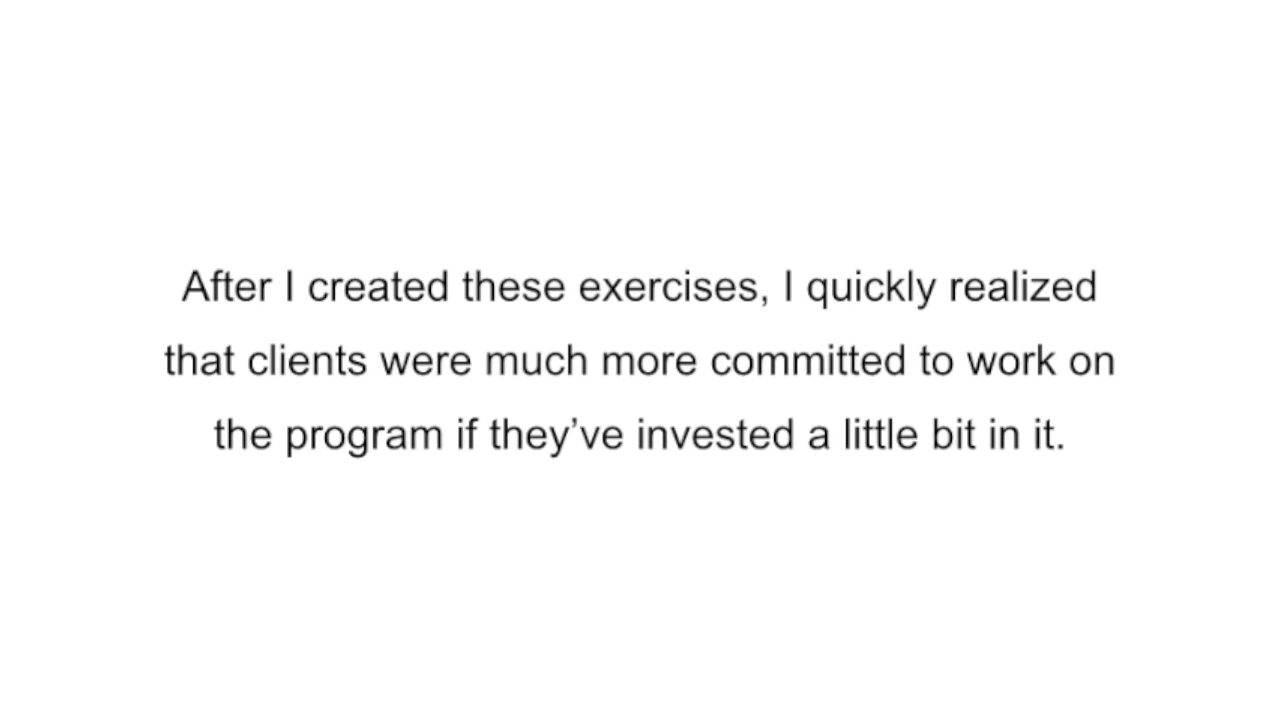 After I created these exercises, I quickly realized
that clients were much more committed to work on
the program if they’ve invested a little bit in it.